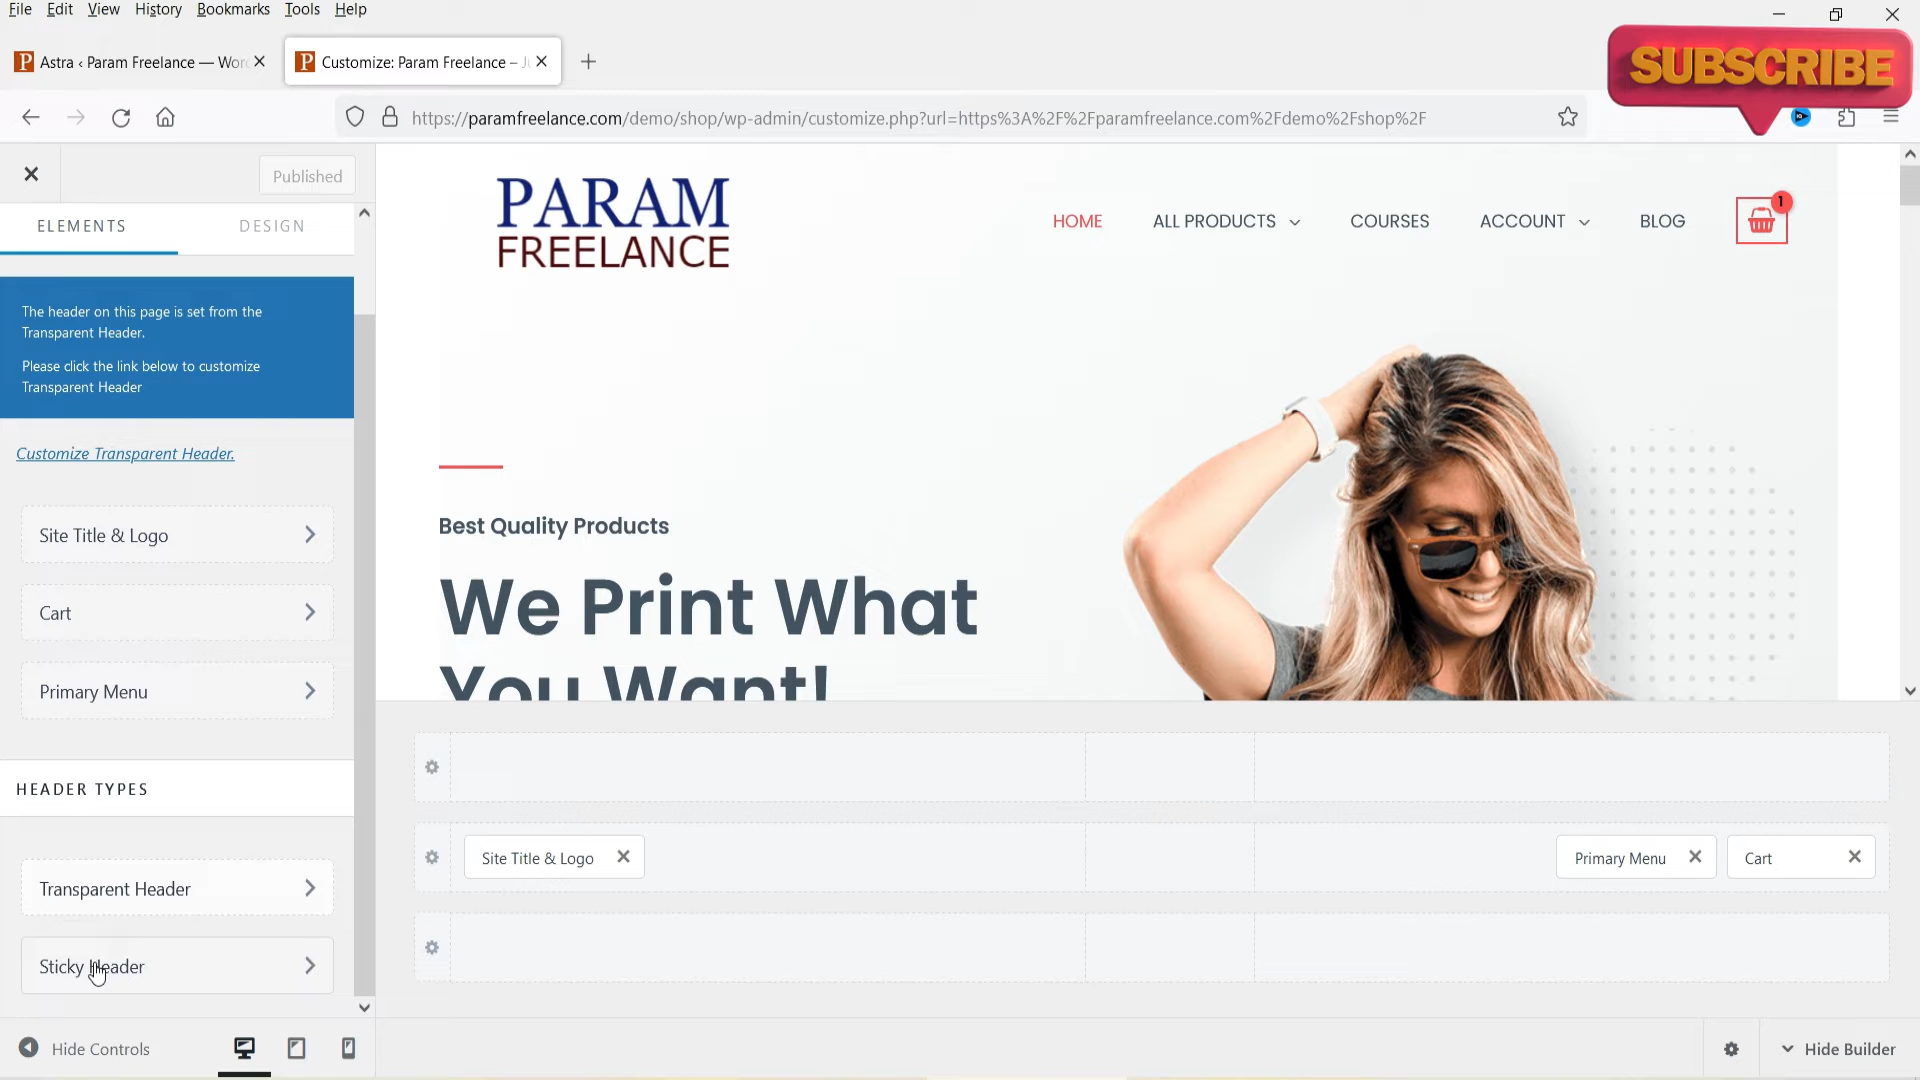 File Edit View History Bookmarks Tools Help
Astra ‹ Param Freelance — Wor
Customize: Param Freelance –
SUBSCRIBE
https://paramfreelance.com/demo/shop/wp-admin/customize.php?url=https%3A%2F%2Fparamfreelance.com%2Fdemo%2Fshop%2F
Published
ELEMENTS DESIGN
The header on this page is set from the
Transparent Header.
Please click the link below to customize
Transparent Header
Customize Transparent Header.
Site Title & Logo
Cart
Primary Menu
HEADER TYPES
Transparent Header
Sticky Header
Hide Controls
PARAM
FREELANCE
HOME ALL PRODUCTS COURSES ACCOUNT BLOG 1
Best Quality Products
We Print What
You Want!
Site Title & Logo Primary Menu Cart
Hide Builder